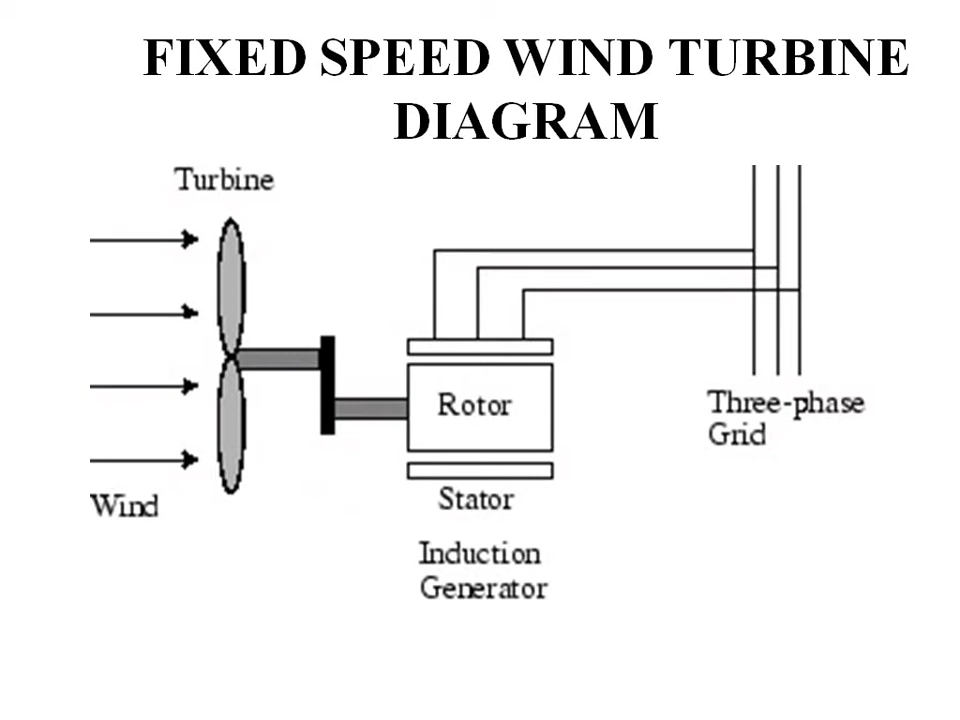 FIXED SPEED WIND TURBINE
DIAGRAM
Turbine
Wind
Rotor
Stator
Induction
Generator
Three-phase
Grid